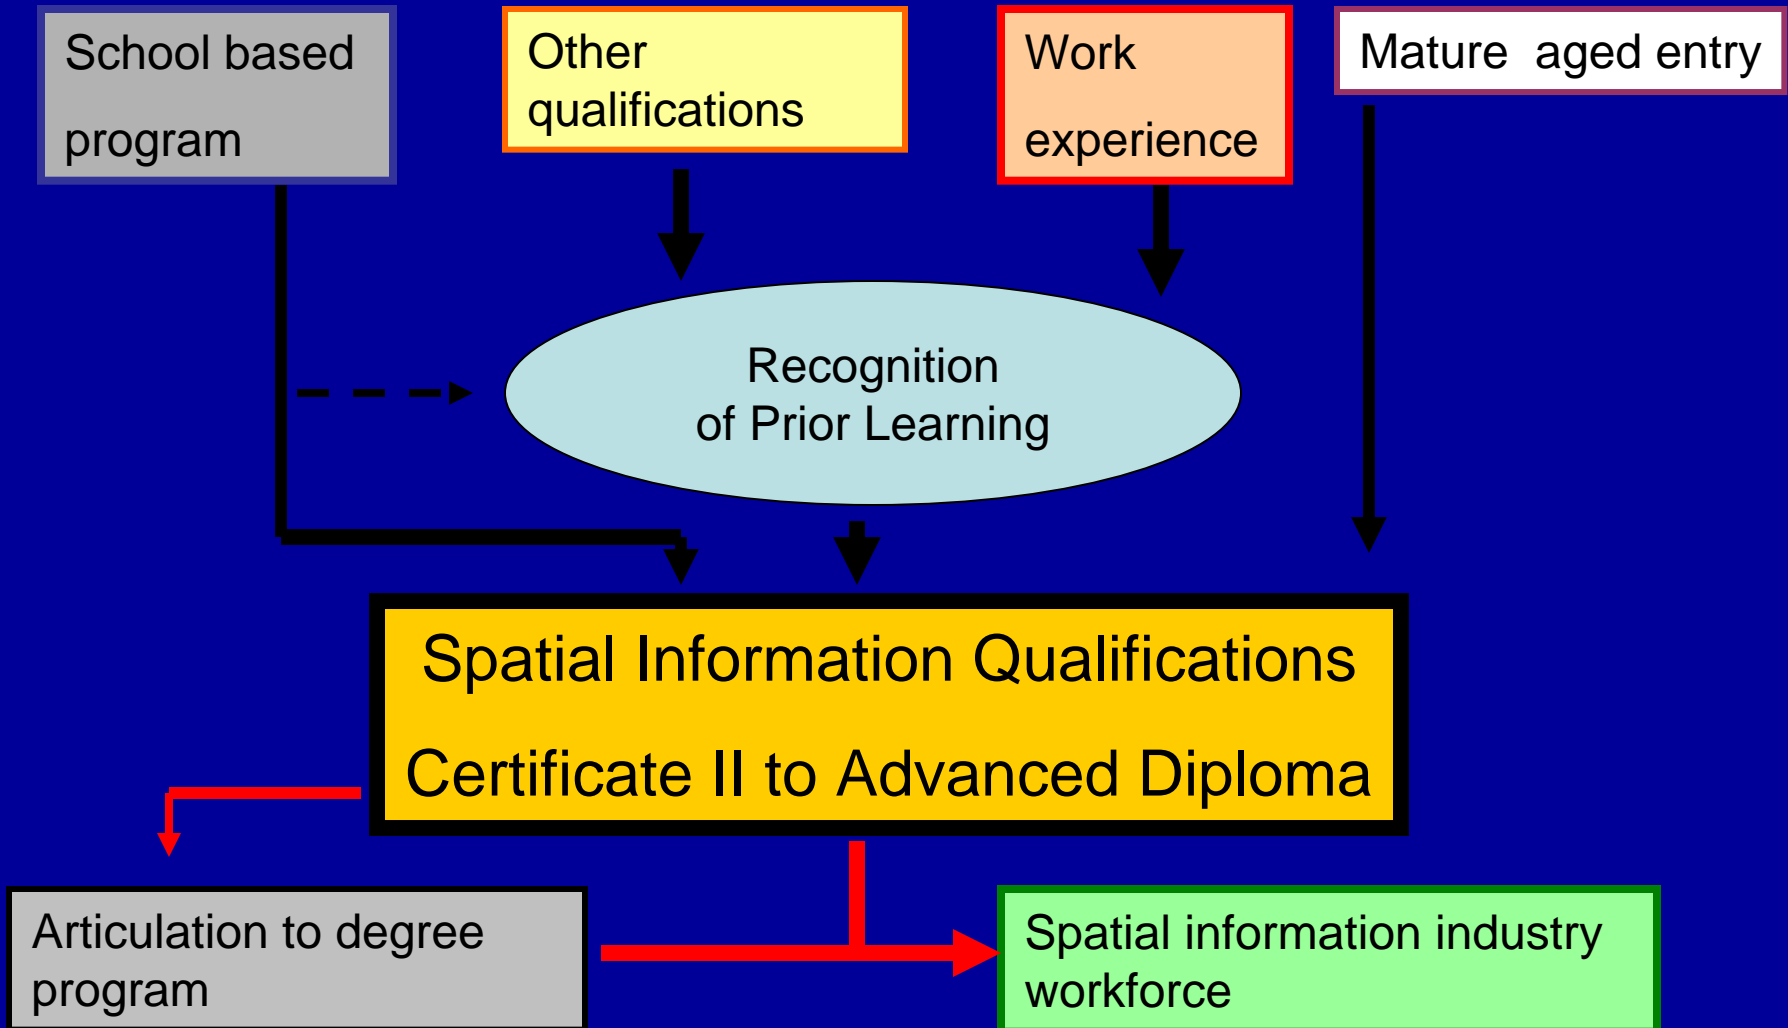 School based
program
Other
qualifications
Work
experience
Mature aged entry
Recognition
of Prior Learning
Spatial Information Qualifications
Certificate II to Advanced Diploma
Articulation to degree
program
Spatial information industry
workforce